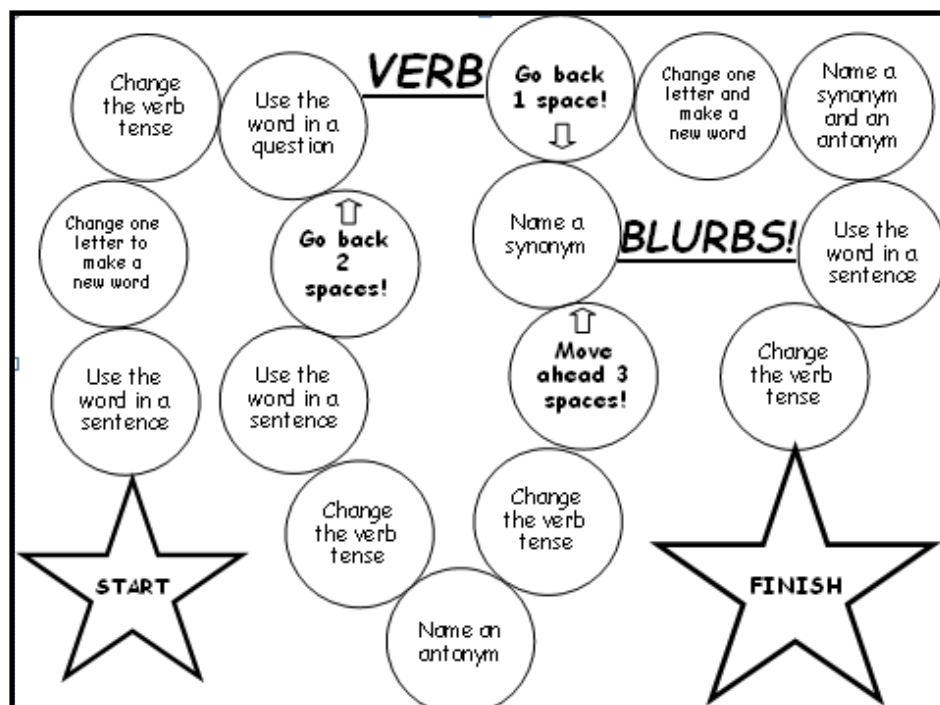 VERB
BLURBS!
START
Use the
word in a
sentence
Change one
letter to
make a
new word
Change
the verb
tense
Use the
word in a
question
Go back
2
spaces!
Use the
word in a
sentence
Change
the verb
tense
Name an
antonym
Change
the verb
tense
Move
ahead 3
spaces!
Name a
synonym
Go back
1 space!
Change one
letter and
make a
new word
Name a
synonym
and an
antonym
Use the
word in a
sentence
Change
the verb
tense
FINISH